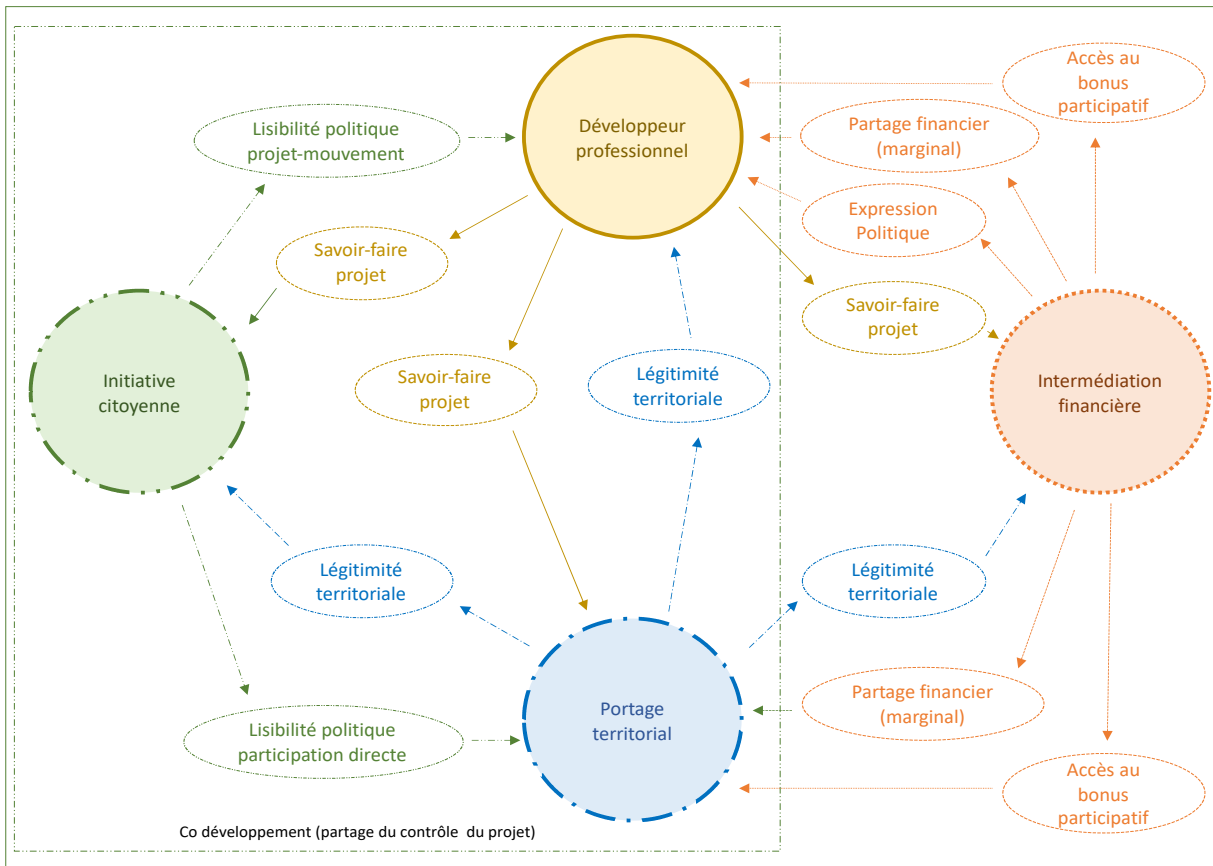 Accès au
bonus
participatif
Développeur
professionnel
Lisibilité politique
projet-mouvement
Partage financier
(marginal)
Expression
Politique
Savoir-faire
projet
Savoir-faire
projet
Initiative
citoyenne
Savoir-faire
projet
Légitimité
territoriale
Intermédiation
financière
Légitimité
territoriale
Légitimité
territoriale
Partage financier
(marginal)
Portage
territorial
Lisibilité politique
participation directe
Accès au
bonus
participatif
Co développement (partage du contrôle du projet)